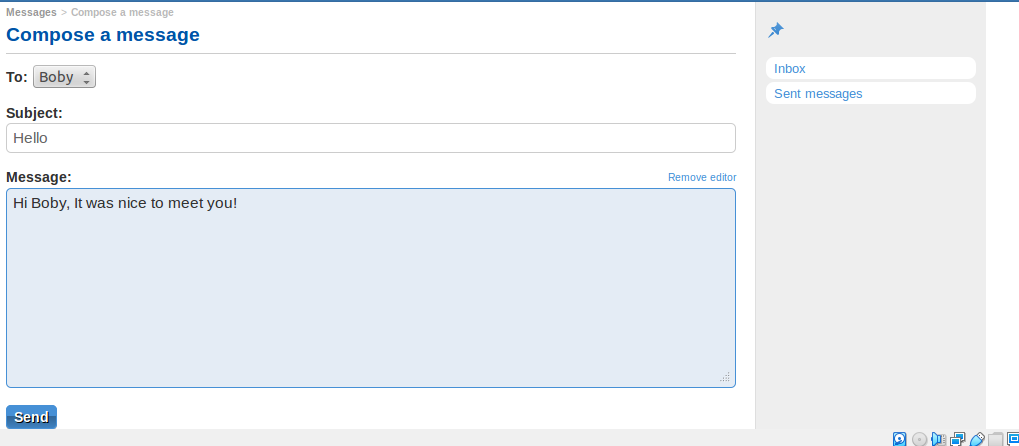 Messages > Compose a message
Compose a message
To: Boby
Subject:
Hello
Message:
Remove editor
Hi Boby, It was nice to meet you!
Send
Inbox
Sent messages